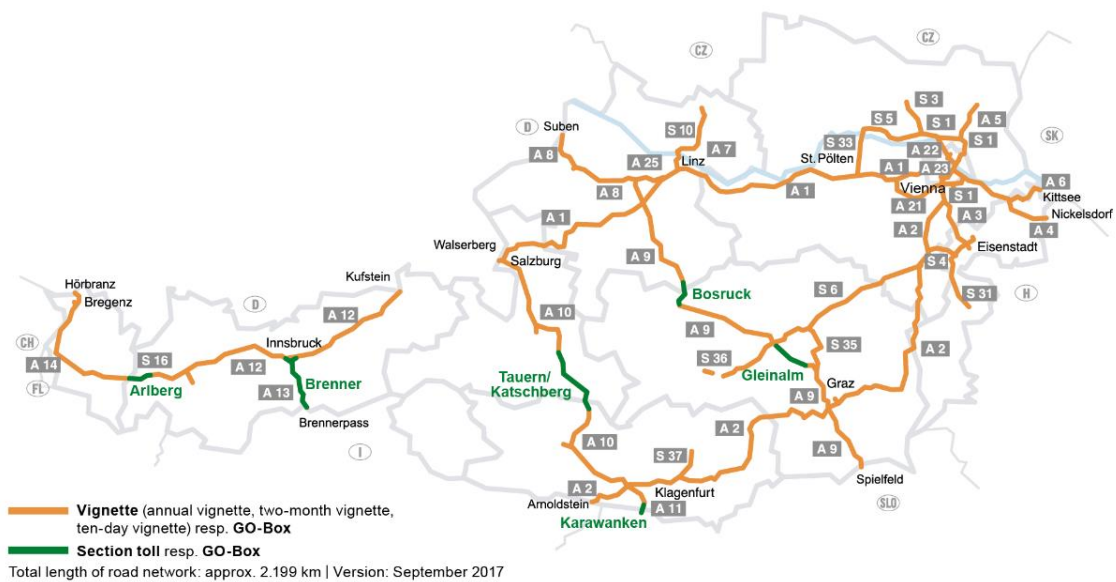 CZ
CZ
S 3
S 10
S 5
S 1
A 5
D
Suben
A 7
S 33
S 1
SK
A 8
A 25
Linz
St. Pölten
A 22
A 1
A 23
A 8
A 1
Vienna
A 6
Kittsee
A 21
S 1
A 3
Nickelsdorf
A 1
A 2
A 4
Walserberg
Salzburg
A 9
Eisenstadt
S 4
Hörbranz
Bregenz
Kufstein
D
Bosruck
S 6
S 31
H
A 12
A 10
A 9
CH
Innsbruck
S 36
S 35
A 2
A 14
S 16
A 12
FL
Arlberg
A 13
Brenner
Tauern/
Katschberg
Gleinalm
Graz
A 9
Brennerpass
A 2
I
A 10
S 37
A 9
A 2
Klagenfurt
Spielfeld
Arnoldstein
A 11
SLO
Karawanken
Vignette (annual vignette, two-month vignette,
ten-day vignette) resp. GO-Box
Section toll resp. GO-Box
Total length of road network: approx. 2.199 km | Version: September 2017